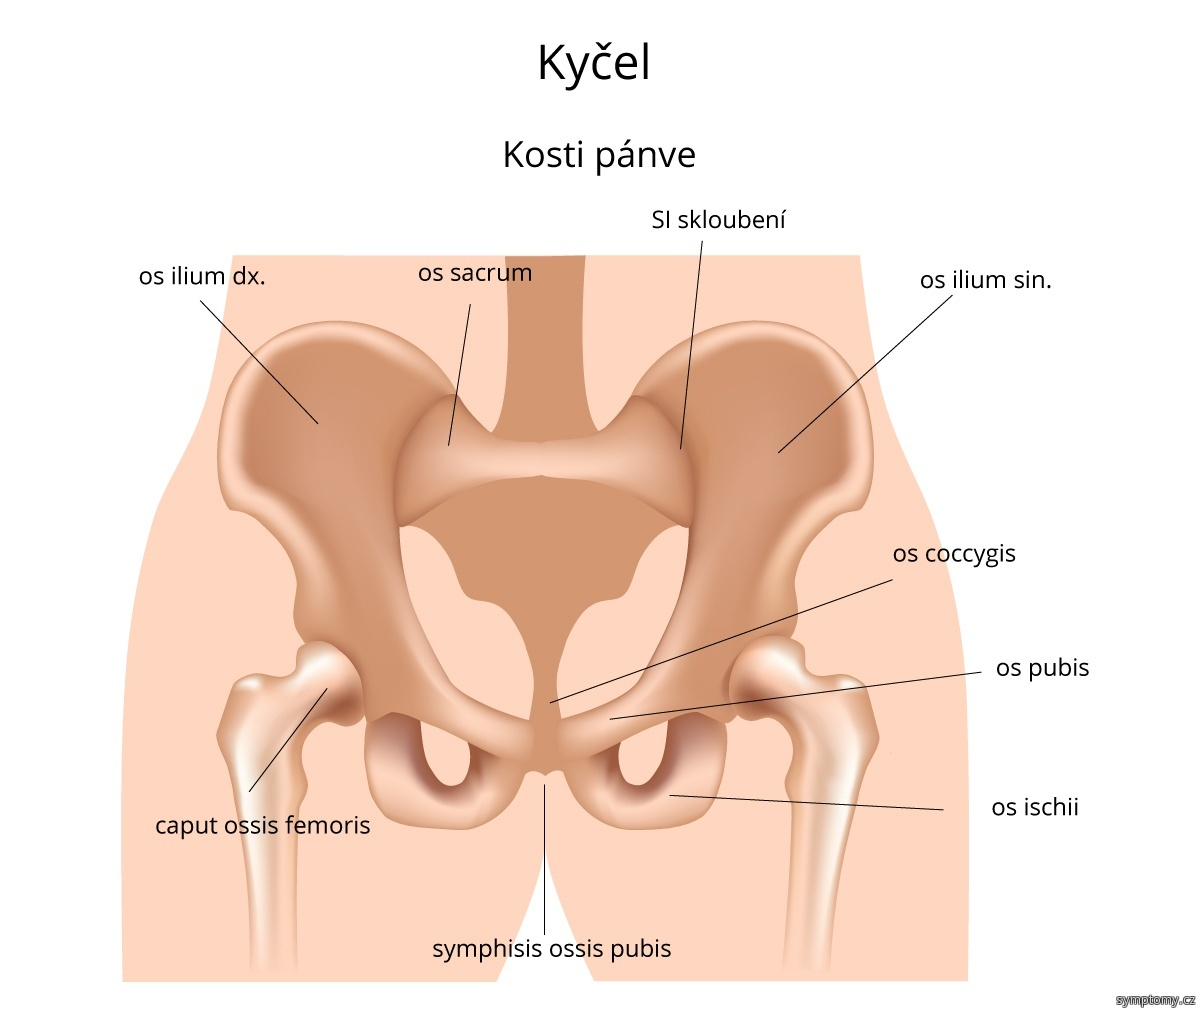 Kyčel
Kosti pánve
SI skloubení
os ilium dx.
os sacrum
os ilium sin.
os coccygis
os pubis
os ischii
caput ossis femoris
symphisis ossis pubis
symptomy.cz